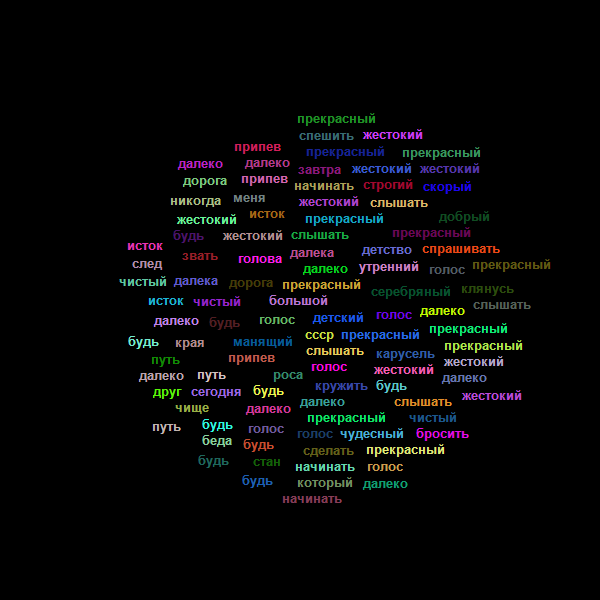 прекрасный
спешить жестокий
припев прекрасный прекрасный
далеко далеко завтра жестокий жестокий
дорога припев начинать строгий скорый
никогда меня жестокий слышать
жестокий исток прекрасный добрый
будь жестокий слышать прекрасный
исток звать голова далека детство спрашивать
след далеко утренний голос прекрасный
чистый далека дорога прекрасный серебряный клянусь
исток чистый большой слышать
далеко будь голос детский голос далеко
будь края манящий ссср прекрасный прекрасный
путь припев слышать карусель прекрасный
далеко путь роса голос жестокий жестокий
друг сегодня будь кружить будь далеко
чище далеко далеко слышать жестокий
путь будь голос прекрасный чистый
беда будь голос чудесный бросить
будь стан сделать прекрасный
будь начинать голос
который далеко
начинать